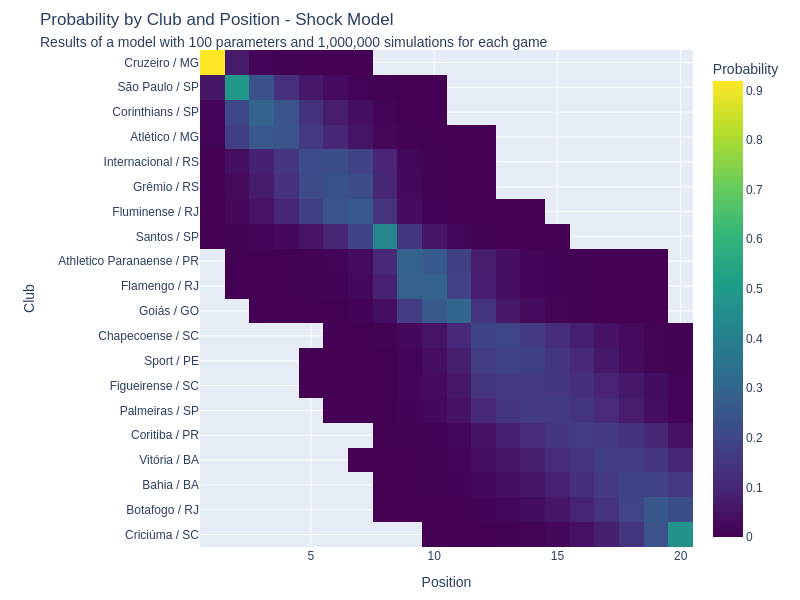 Probability by Club and Position - Shock Model
Results of a model with 100 parameters and 1,000,000 simulations for each game
Probability
Cruzeiro / MG
São Paulo / SP
Corinthians / SP
Atlético / MG
Internacional / RS
Grêmio / RS
Fluminense / RJ
Santos / SP
Athletico Paranaense / PR
Flamengo / RJ
Goiás / GO
Chapecoense / SC
Sport / PE
Figueirense / SC
Palmeiras / SP
Coritiba / PR
Vitória / BA
Bahia / BA
Botafogo / RJ
Criciúma / SC
Club
5
10
15
20
Position
0.9
0.8
0.7
0.6
0.5
0.4
0.3
0.2
0.1
0